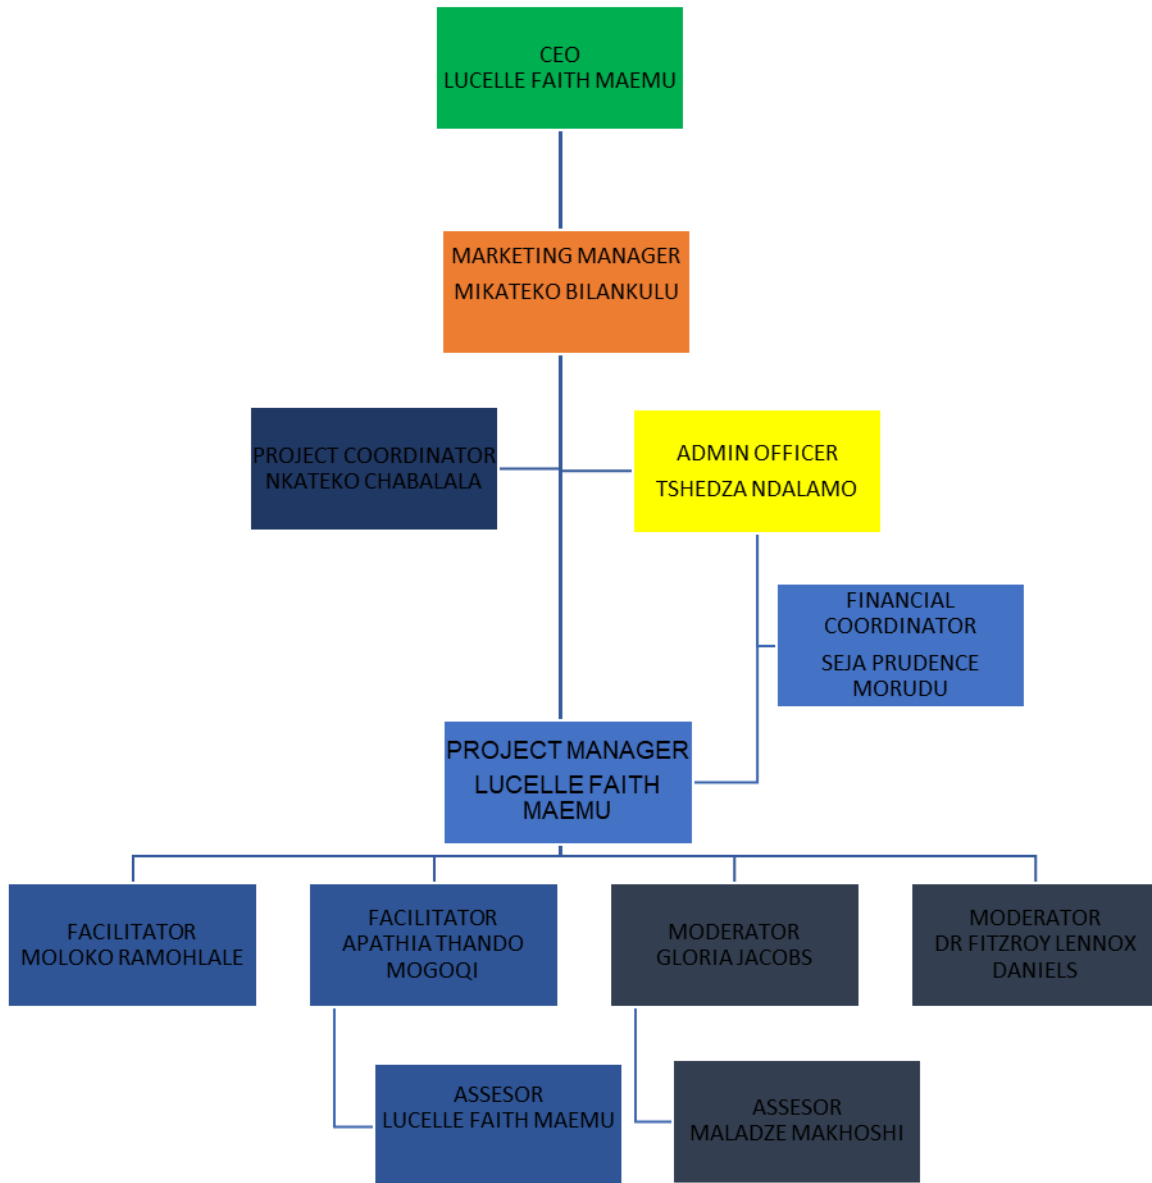 CEO
LUCELLE FAITH MAEMU
MARKETING MANAGER
MIKATEKO BILANKULU
PROJECT COORDINATOR
NKATEKO CHABALALA
ADMIN OFFICER
TSHEDZA NDALAMO
FINANCIAL
COORDINATOR
SEJA PRUDENCE
MORUDU
PROJECT MANAGER
LUCELLE FAITH
MAEMU
FACILITATOR
MOLOKO RAMOHLALE
FACILITATOR
APATHIA THANDO
MOGOQI
MODERATOR
GLORIA JACOBS
MODERATOR
DR FITZROY LENNOX
DANIELS
ASSESOR
LUCELLE FAITH MAEMU
ASSESOR
MALADZE MAKHOSHI